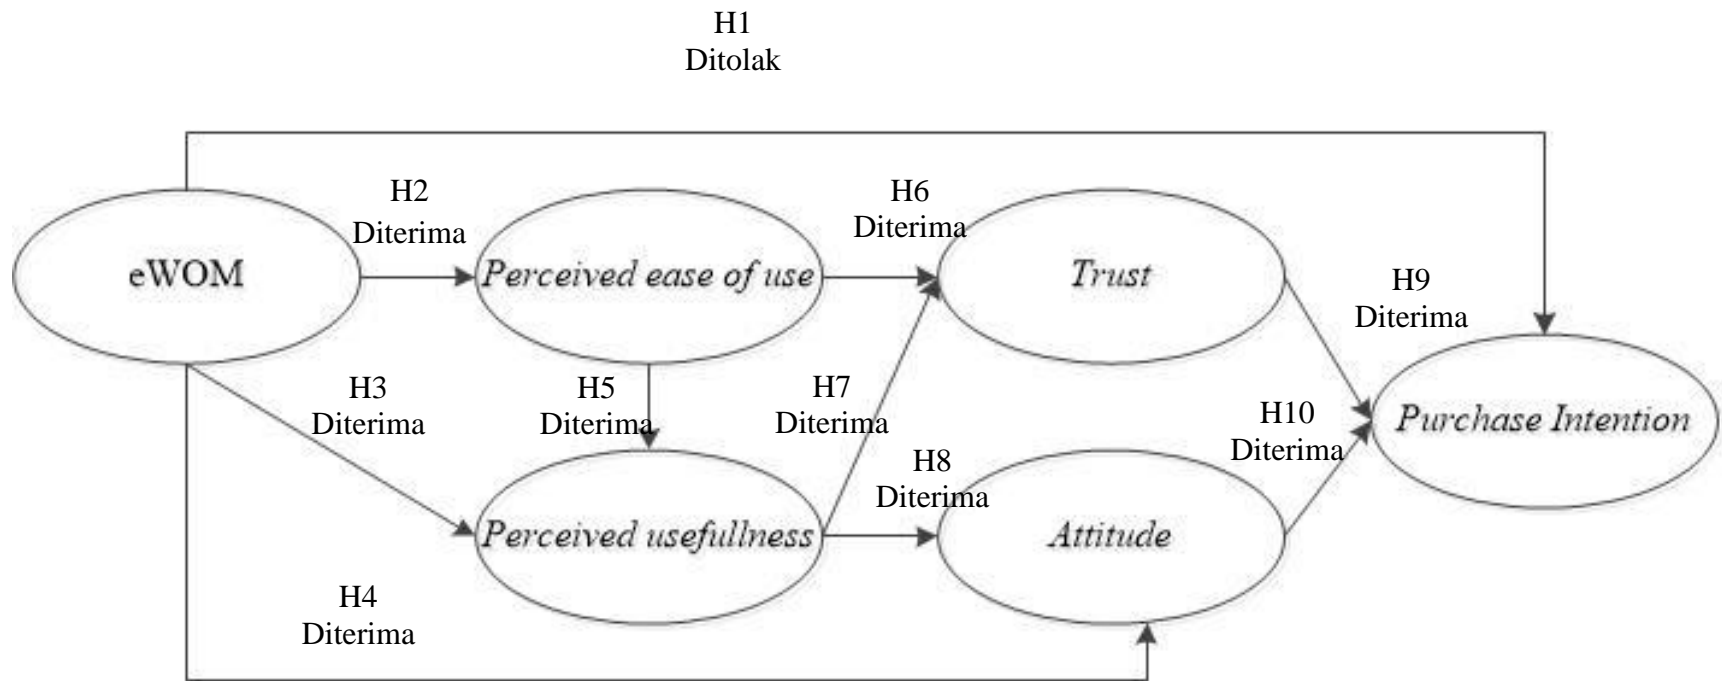 H1
Ditolak
H2
Diterima
H6
Diterima
eWOM
Perceived ease of use
Trust
H9
Diterima
H3
Diterima
H5
Diterima
H7
Diterima
H10
Diterima
Purchase Intention
H8
Diterima
Perceived usefullness
Attitude
H4
Diterima